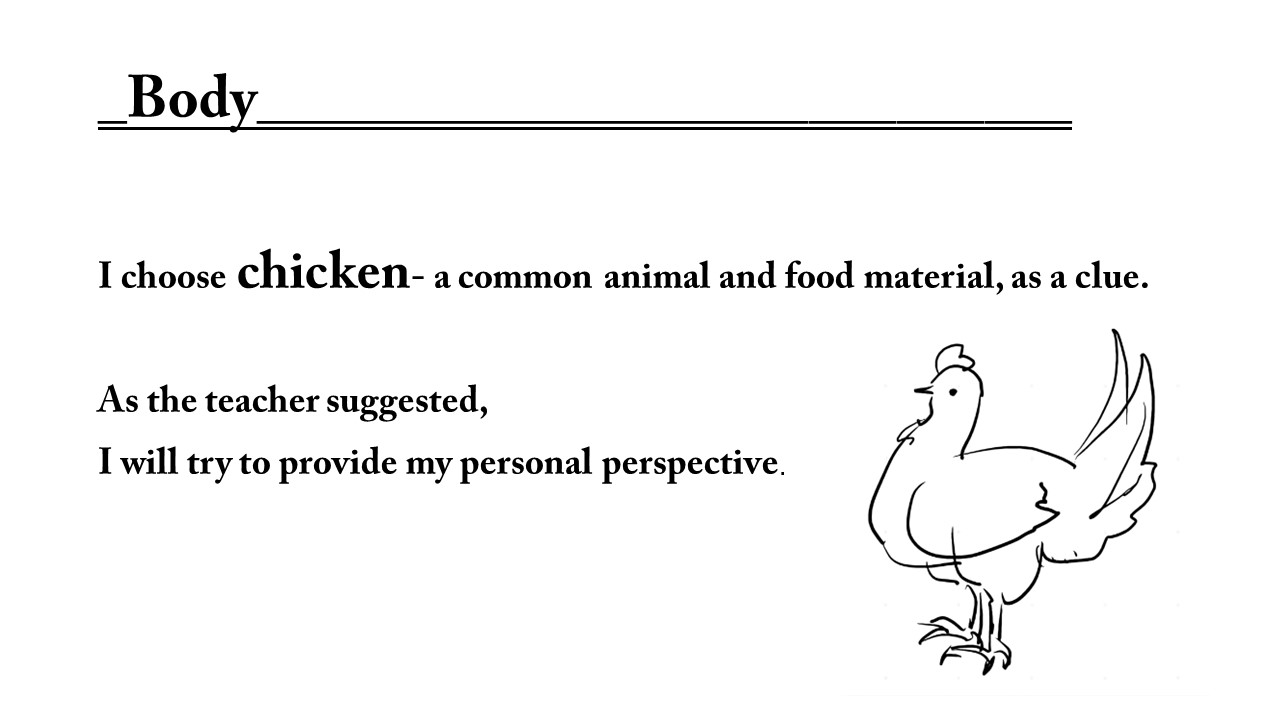 _Body
I choose chicken- a common animal and food material, as a clue.
As the teacher suggested,
I will try to provide my personal perspective.